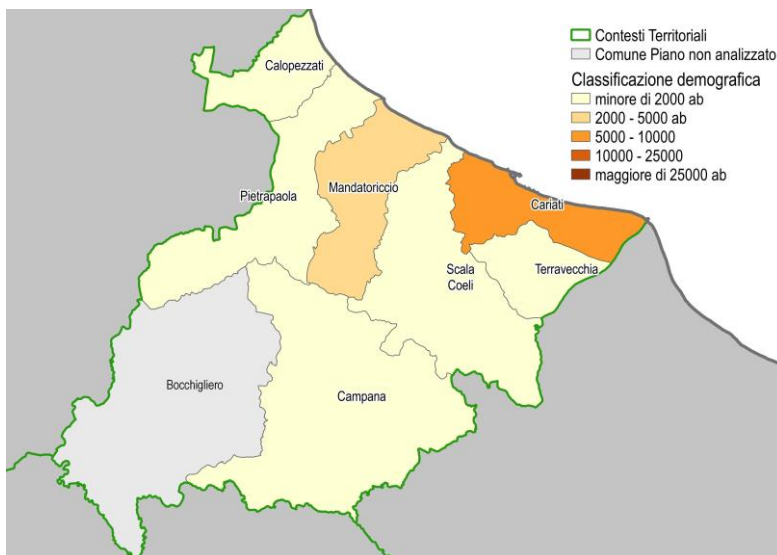 Contesti Territoriali
Comune Piano non analizzato
Classificazione demografica
minore di 2000 ab
2000 - 5000 ab
5000 - 10000
10000 - 25000
maggiore di 25000 ab
Calopezzati
Pietrapaola
Mandatoriccio
Cariati
Scala
Coeli
Terravecchia
Bocchigliero
Campana